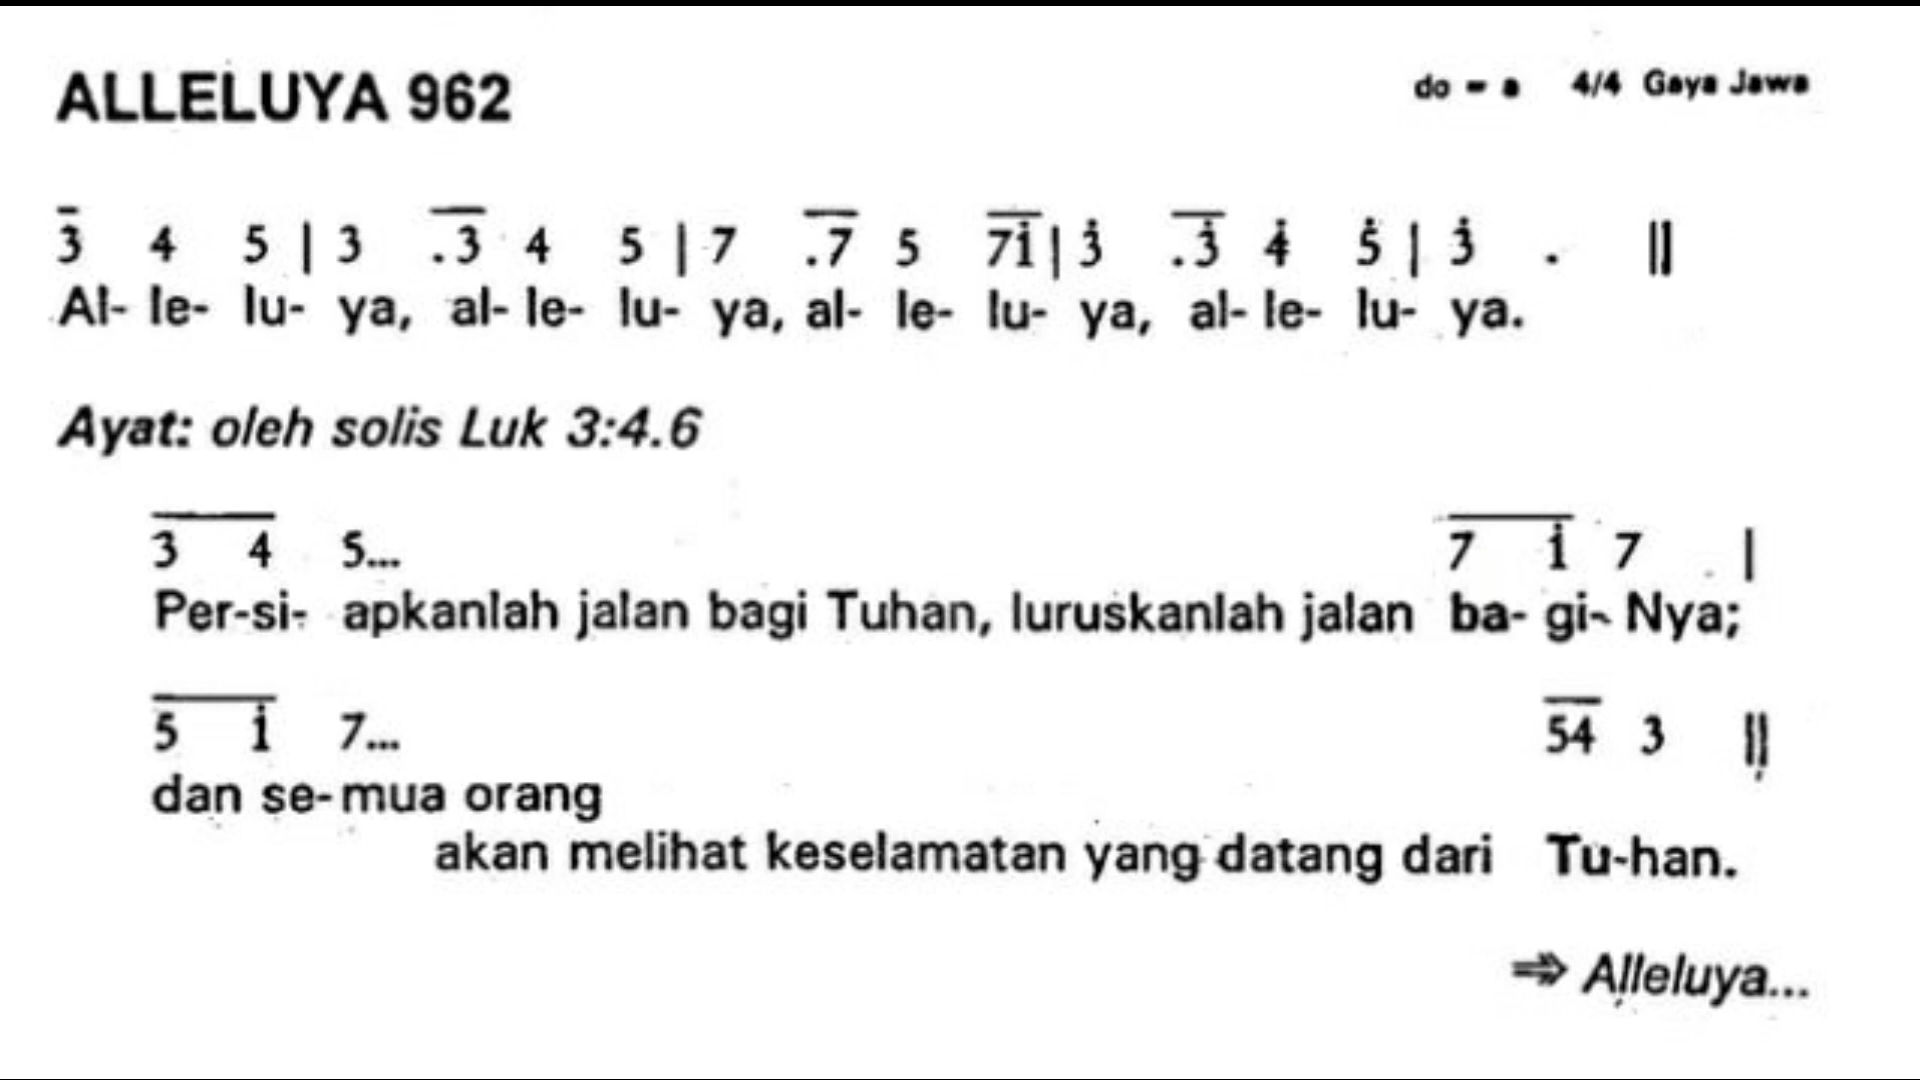 ALLELUYA 962
do = a 4/4 Gaya Jawa
3̅ 4 5 | 3 .̅3̅ 4 5 | 7 .̅7̅ 5 7̅1̅̇ | 3̇ .̅3̅̇ 4̇ 5̇ | 3̇ . ||
Al- le- lu- ya, al- le- lu- ya, al- le- lu- ya, al- le- lu- ya.
Ayat: oleh solis Luk 3:4.6
3̅ 4̅ 5... 7̅ 1̅̇ 7 . |
Per-si- apkanlah jalan bagi Tuhan, luruskanlah jalan ba- gi- Nya;
5̅ 1̅̇ 7... 5̅4̅ 3 ||
dan se-mua orang
akan melihat keselamatan yang datang dari Tu-han.
⇒ Alleluya...